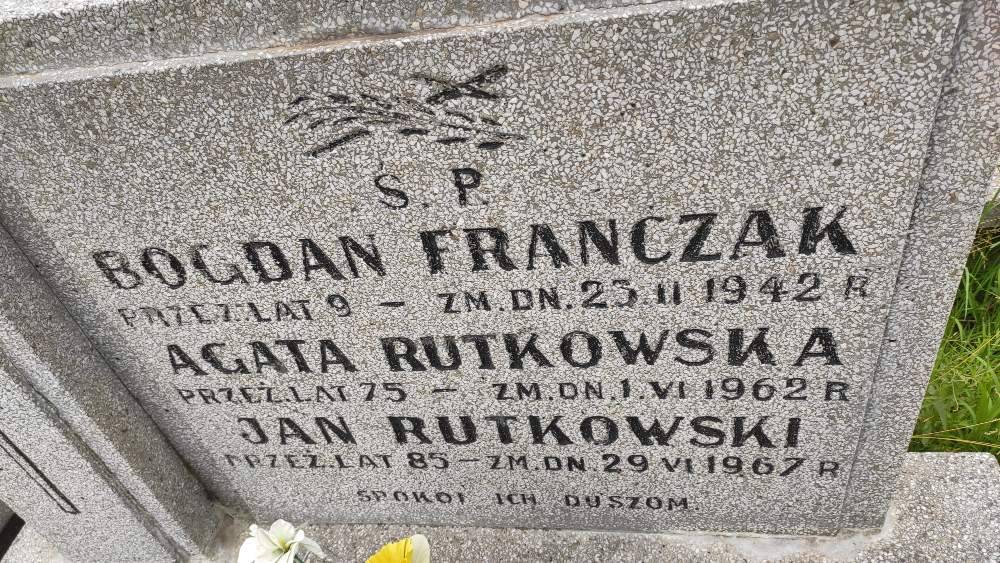 Ś. P.
BOGDAN FRANCZAK
PRZEŻ. LAT 9 — ZM. DN. 23 II 1942 R
AGATA RUTKOWSKA
PRZEŻ. LAT 75 — ZM. DN. 1. VI 1962 R
JAN RUTKOWSKI
PRZEŻ. LAT 85 — ZM. DN. 29 VI 1967 R
SPOKÓJ ICH DUSZOM.